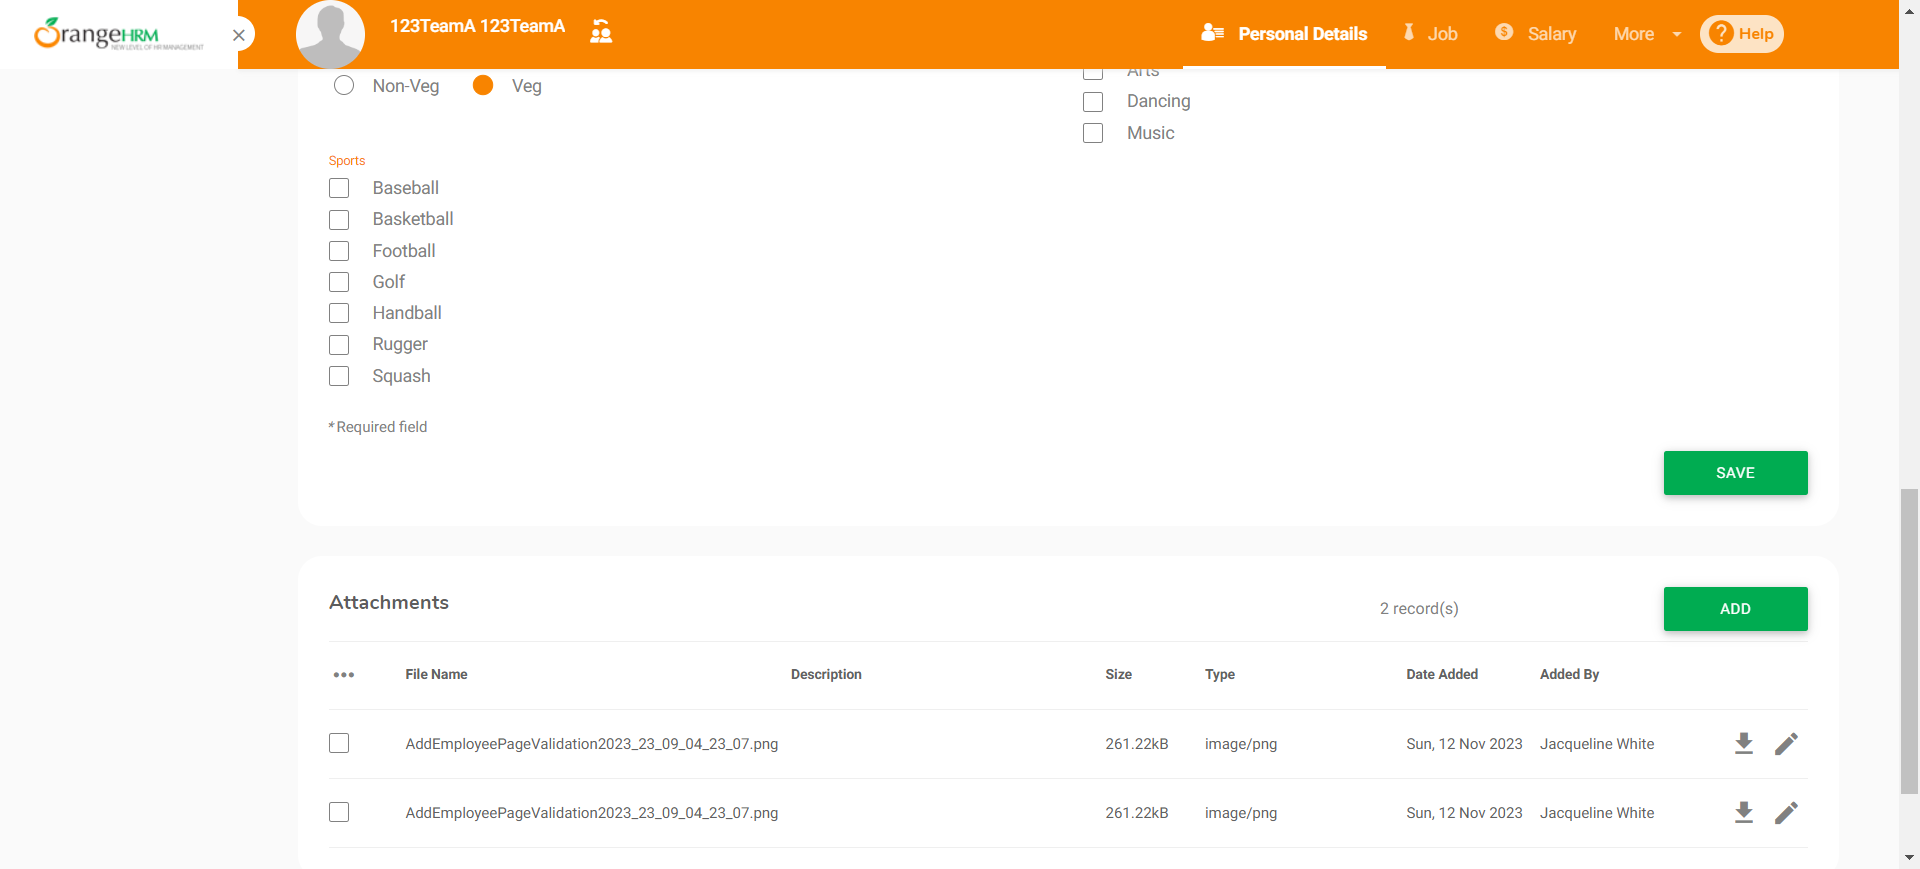 OrangeHRM
NEW LEVEL OF HR MANAGEMENT
123TeamA 123TeamA
Personal Details
Job
Salary
More
? Help
Non-Veg
Veg
Arts
Dancing
Music
Sports
Baseball
Basketball
Football
Golf
Handball
Rugger
Squash
* Required field
SAVE
Attachments
2 record(s)
ADD
File Name Description Size Type Date Added Added By
AddEmployeePageValidation2023_23_09_04_23_07.png 261.22kB image/png Sun, 12 Nov 2023 Jacqueline White
AddEmployeePageValidation2023_23_09_04_23_07.png 261.22kB image/png Sun, 12 Nov 2023 Jacqueline White